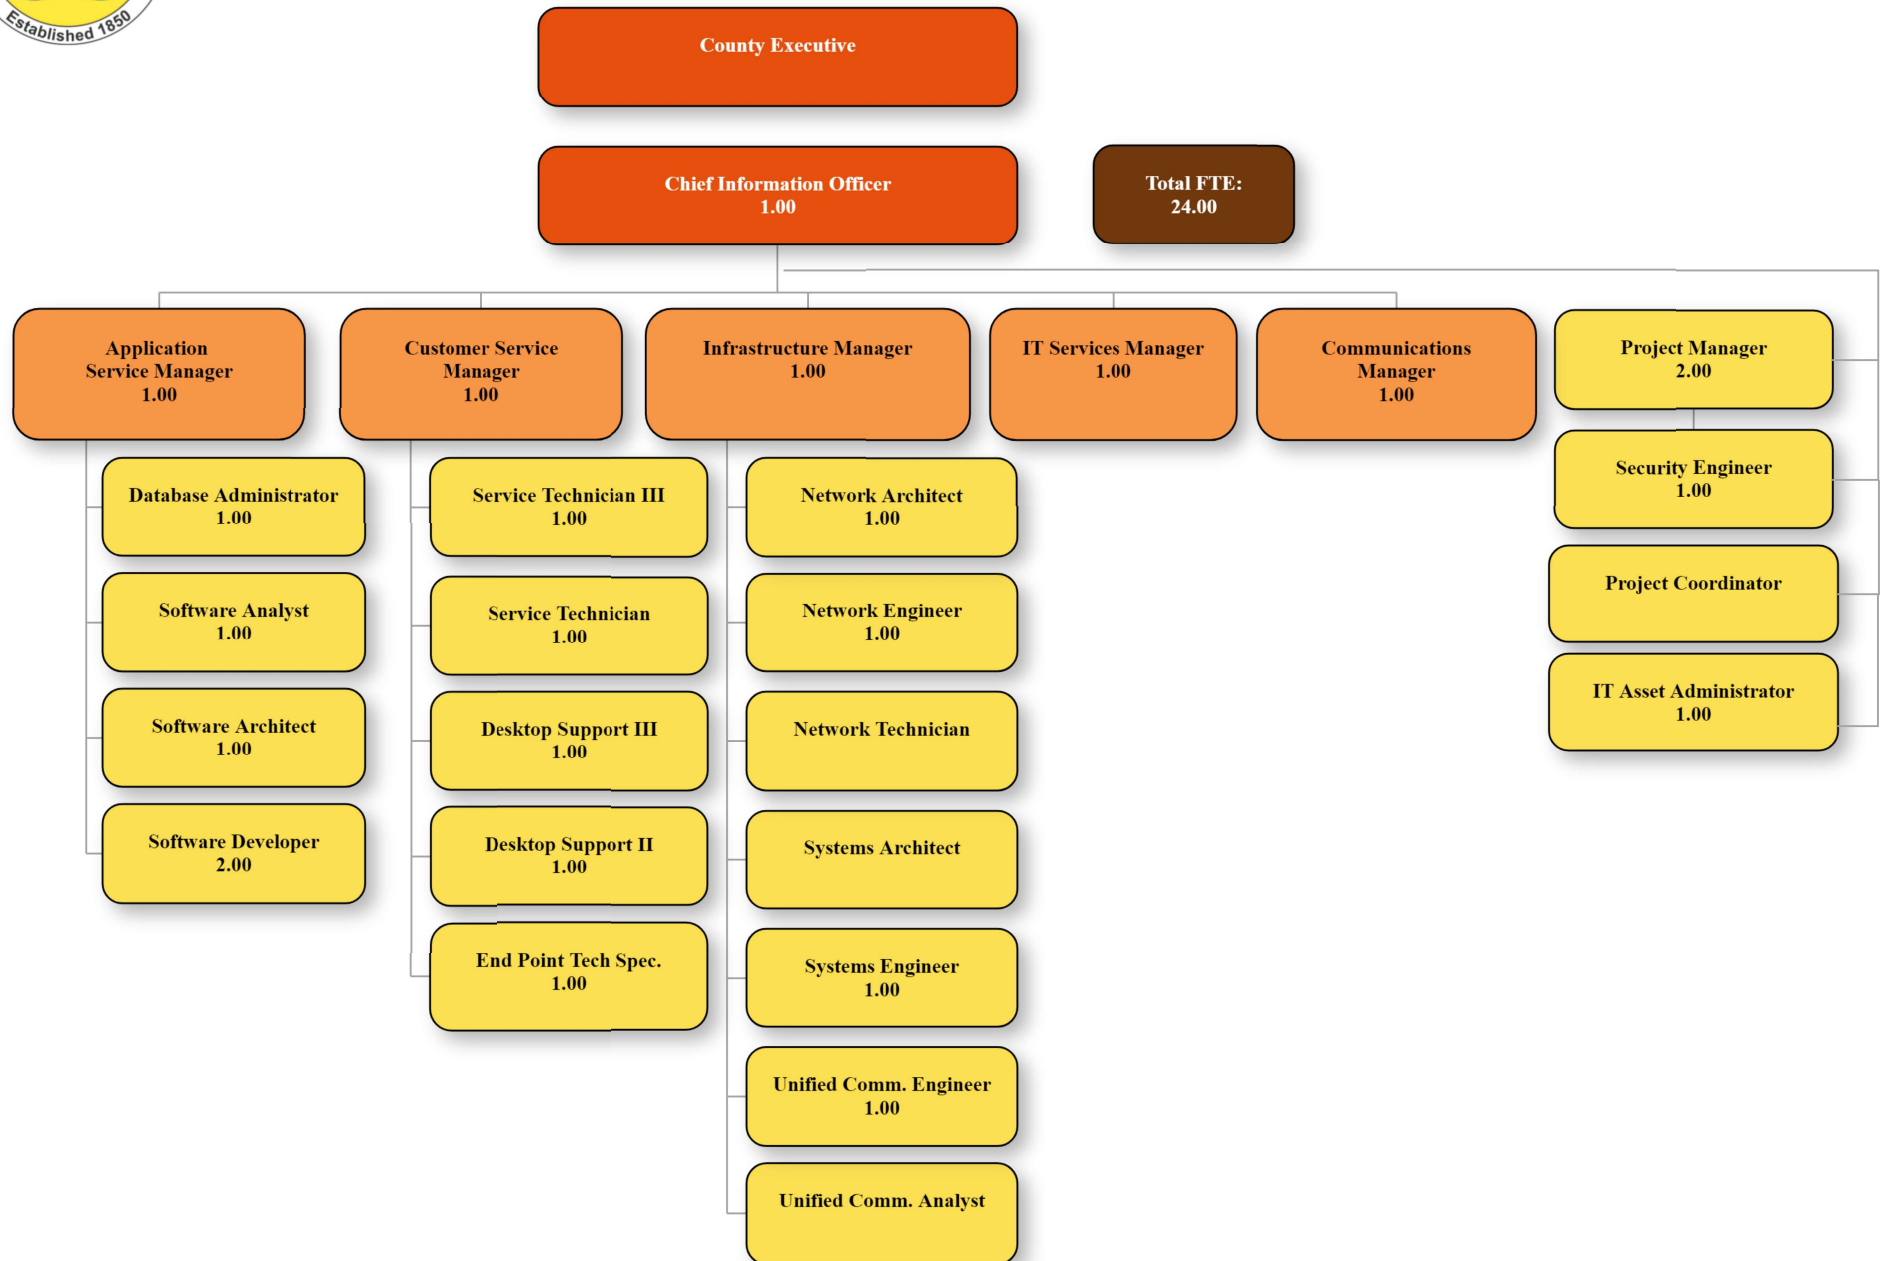 Established 1850
County Executive
Chief Information Officer
1.00
Total FTE:
24.00
Application
Service Manager
1.00
Customer Service
Manager
1.00
Infrastructure Manager
1.00
IT Services Manager
1.00
Communications
Manager
1.00
Project Manager
2.00
Database Administrator
1.00
Software Analyst
1.00
Software Architect
1.00
Software Developer
2.00
Service Technician III
1.00
Service Technician
1.00
Desktop Support III
1.00
Desktop Support II
1.00
End Point Tech Spec.
1.00
Network Architect
1.00
Network Engineer
1.00
Network Technician
Systems Architect
Systems Engineer
1.00
Unified Comm. Engineer
1.00
Unified Comm. Analyst
Security Engineer
1.00
Project Coordinator
IT Asset Administrator
1.00